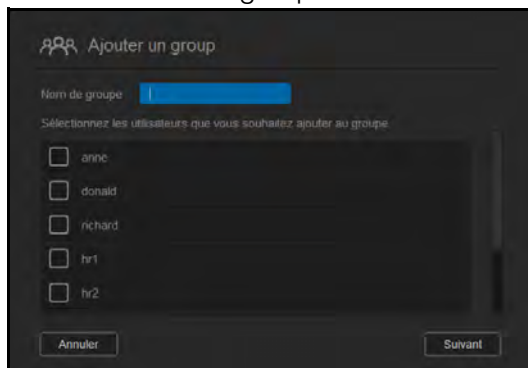 Ajouter un group
Nom de groupe
Sélectionnez les utilisateurs que vous souhaitez ajouter au groupe.
anne
donald
richard
hr1
hr2
Annuler Suivant